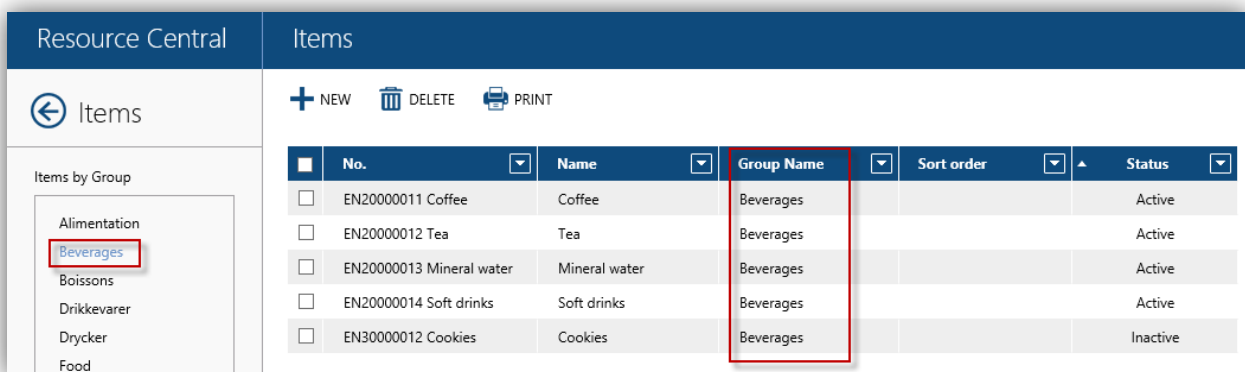 Resource Central
Items
Items
NEW DELETE PRINT
Items by Group
Alimentation
Beverages
Boissons
Drikkevarer
Drycker
Food
No. Name Group Name Sort order Status
EN20000011 Coffee Coffee Beverages Active
EN20000012 Tea Tea Beverages Active
EN20000013 Mineral water Mineral water Beverages Active
EN20000014 Soft drinks Soft drinks Beverages Active
EN30000012 Cookies Cookies Beverages Inactive